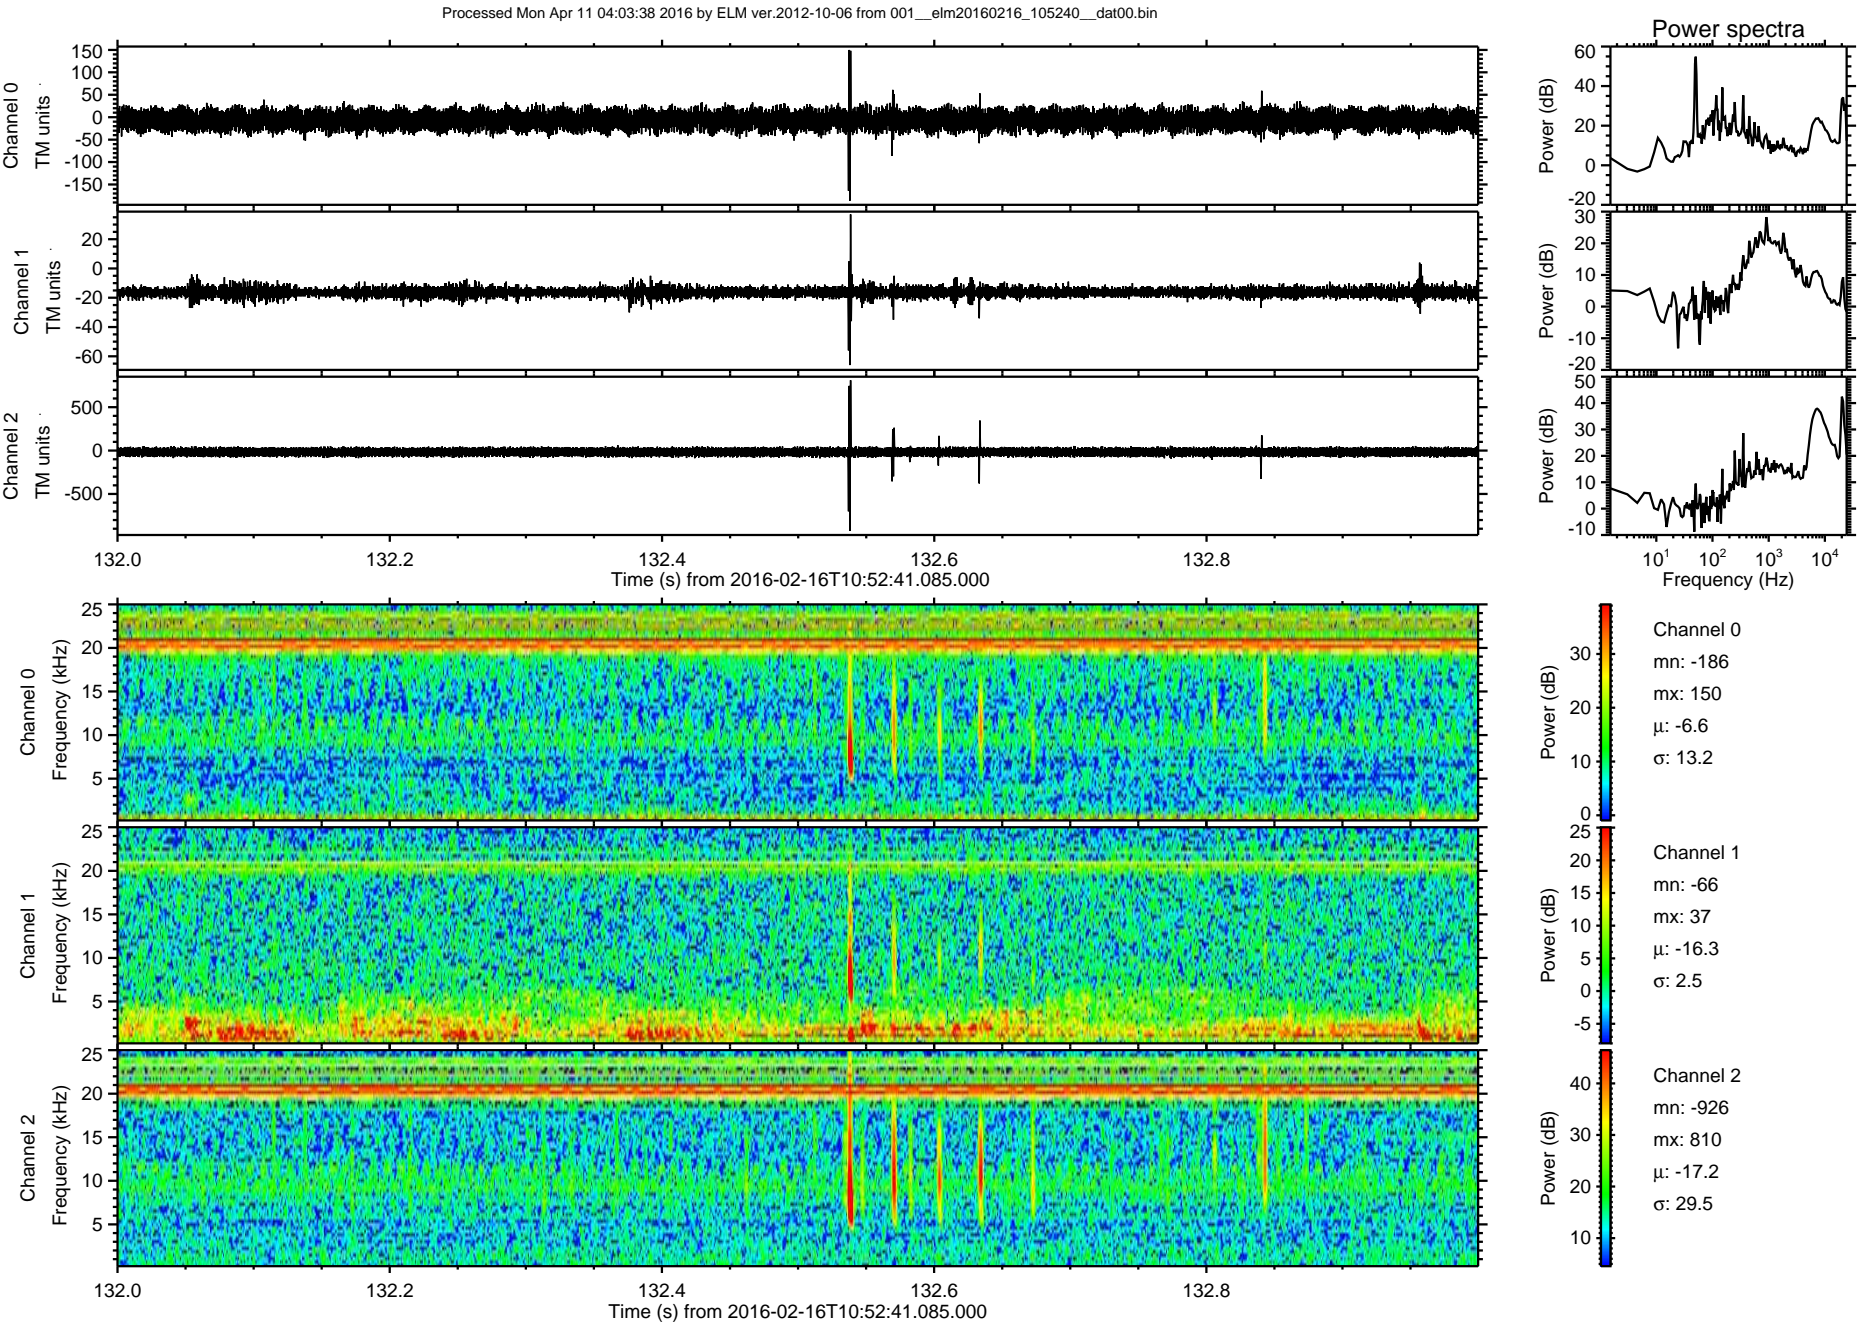 Processed Mon Apr 11 04:03:38 2016 by ELM ver.2012-10-06 from 001__elm20160216_105240__dat00.bin
Power spectra
Channel 0
TM units
150
100
50
0
-50
-100
-150
Power (dB)
60
40
20
0
-20
Channel 1
TM units
20
0
-20
-40
-60
Power (dB)
30
20
10
0
-10
-20
Channel 2
TM units
500
0
-500
Power (dB)
50
40
30
20
10
0
-10
132.0
132.2
132.4
132.6
132.8
Time (s) from 2016-02-16T10:52:41.085.000
10¹
10²
10³
10⁴
Frequency (Hz)
Channel 0
Frequency (kHz)
25
20
15
10
5
Power (dB)
30
20
10
0
Channel 0
mn: -186
mx: 150
μ: -6.6
σ: 13.2
Channel 1
Frequency (kHz)
25
20
15
10
5
Power (dB)
25
20
15
10
5
0
-5
Channel 1
mn: -66
mx: 37
μ: -16.3
σ: 2.5
Channel 2
Frequency (kHz)
25
20
15
10
5
Power (dB)
40
30
20
10
Channel 2
mn: -926
mx: 810
μ: -17.2
σ: 29.5
132.0
132.2
132.4
132.6
132.8
Time (s) from 2016-02-16T10:52:41.085.000